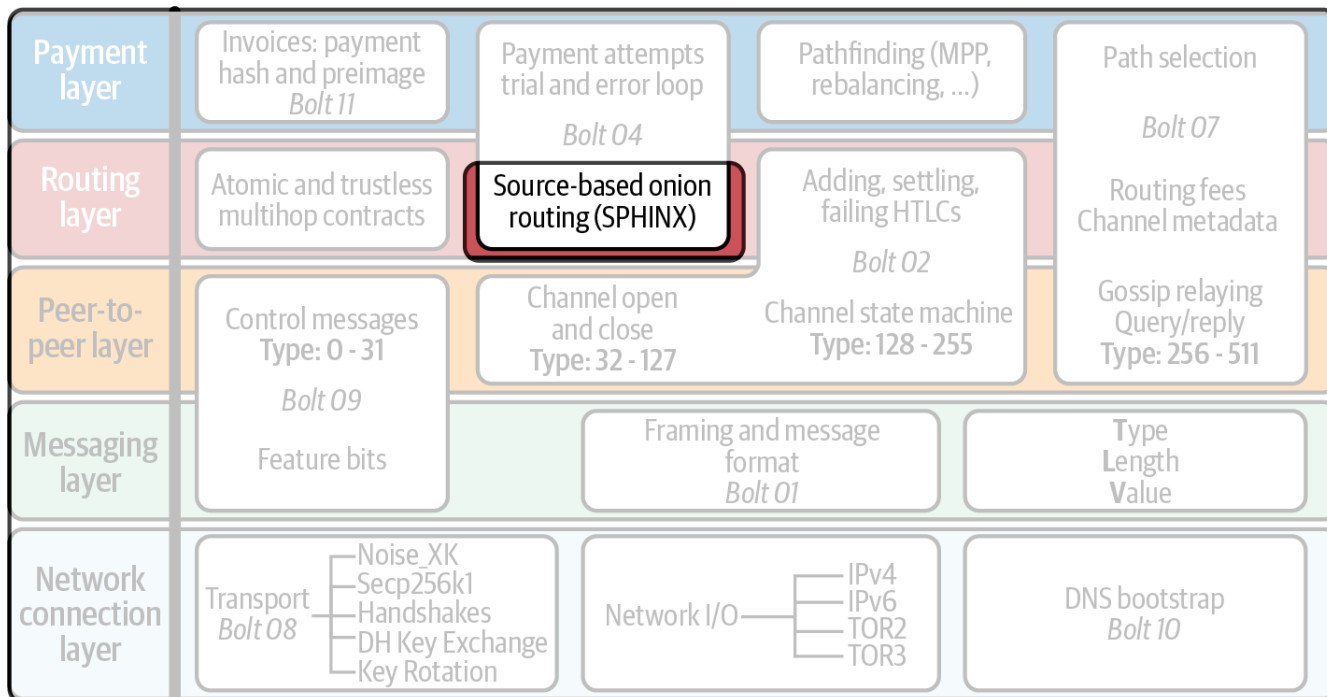 Payment
layer
Invoices: payment
hash and preimage
Bolt 11
Payment attempts
trial and error loop
Bolt 04
Pathfinding (MPP,
rebalancing, ...)
Path selection
Bolt 07
Routing
layer
Atomic and trustless
multihop contracts
Source-based onion
routing (SPHINX)
Adding, settling,
failing HTLCs
Bolt 02
Routing fees
Channel metadata
Peer-to-
peer layer
Control messages
Type: 0 - 31
Bolt 09
Feature bits
Channel open
and close
Type: 32 - 127
Channel state machine
Type: 128 - 255
Gossip relaying
Query/reply
Type: 256 - 511
Messaging
layer
Framing and message
format
Bolt 01
Type
Length
Value
Network
connection
layer
Transport
Bolt 08
Noise_XK
Secp256k1
Handshakes
DH Key Exchange
Key Rotation
Network I/O
IPv4
IPv6
TOR2
TOR3
DNS bootstrap
Bolt 10